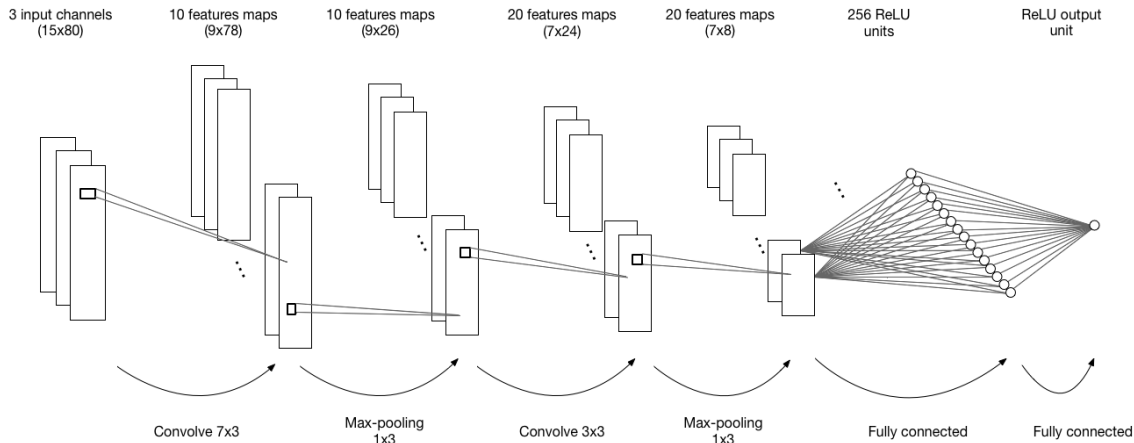 3 input channels
(15x80)
10 features maps
(9x78)
10 features maps
(9x26)
20 features maps
(7x24)
20 features maps
(7x8)
256 ReLU
units
ReLU output
unit
Convolve 7x3
Max-pooling
1x3
Convolve 3x3
Max-pooling
1x3
Fully connected
Fully connected